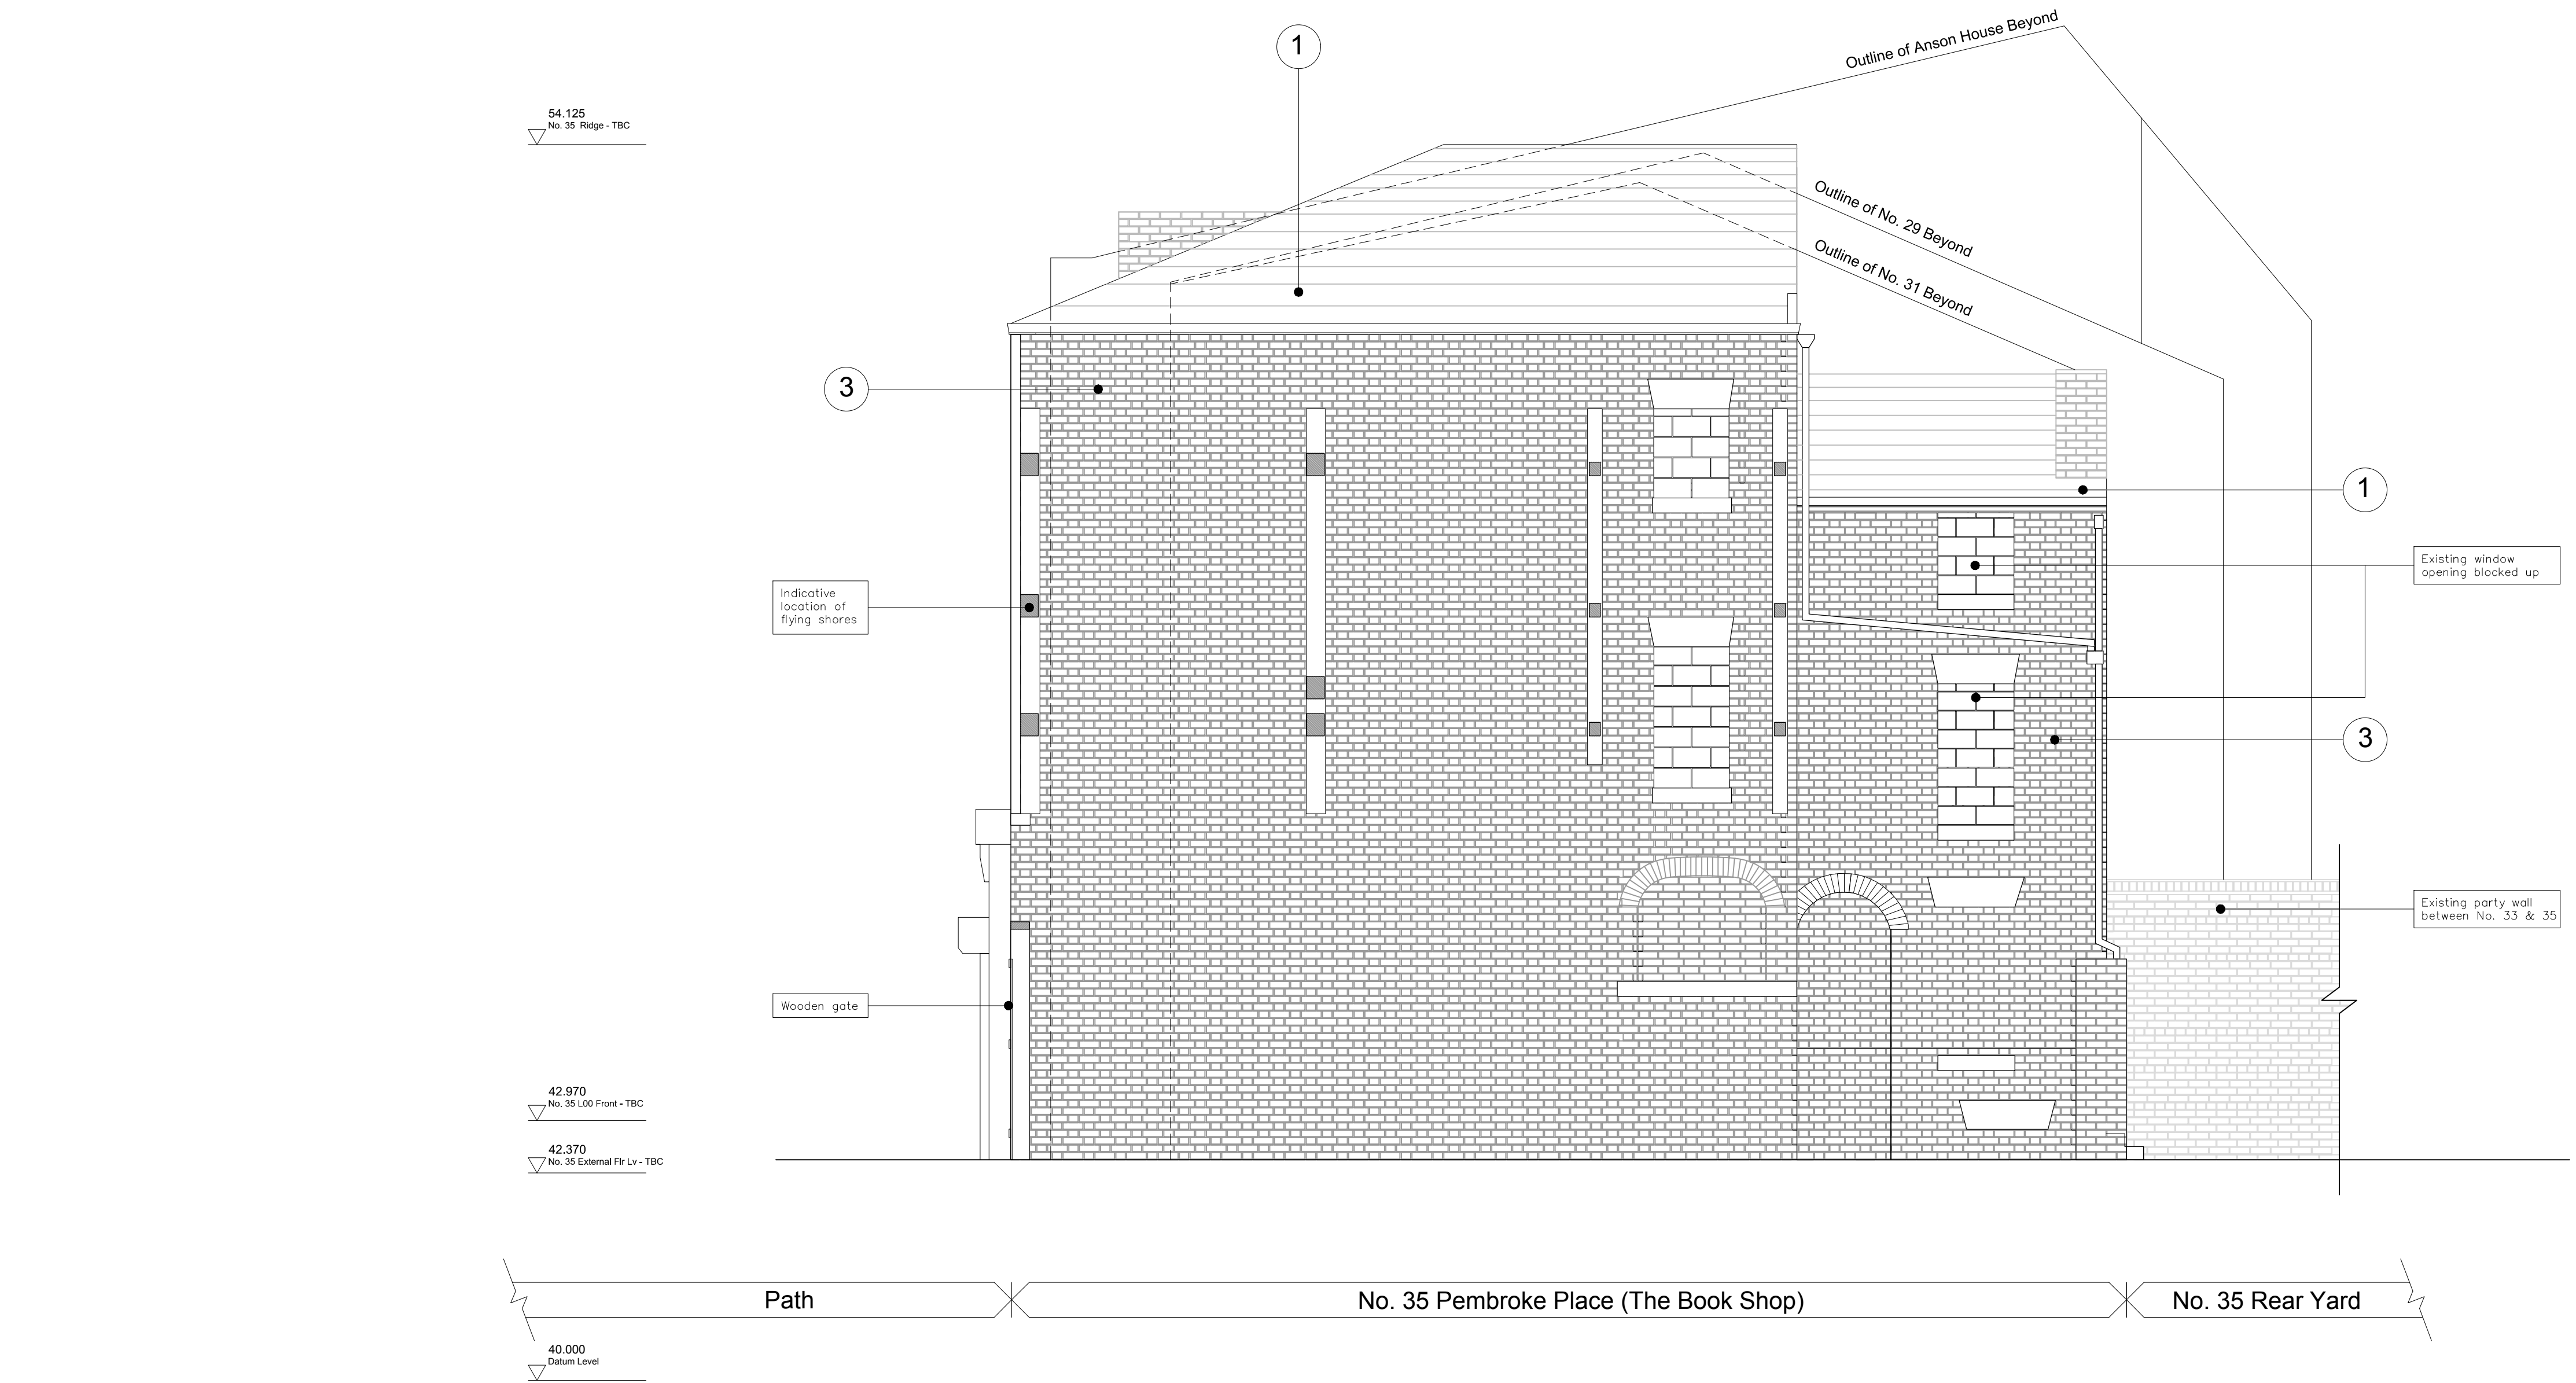 1
Outline of Anson House Beyond
54.125
No. 35 Ridge - TBC
Outline of No. 29 Beyond
Outline of No. 31 Beyond
3
1
Existing window
opening blocked up
Indicative
location of
flying shores
3
Existing party wall
between No. 33 & 35
Wooden gate
42.970
No. 35 L00 Front - TBC
42.370
No. 35 External Flr Lv - TBC
Path
No. 35 Pembroke Place (The Book Shop)
No. 35 Rear Yard
40.000
Datum Level